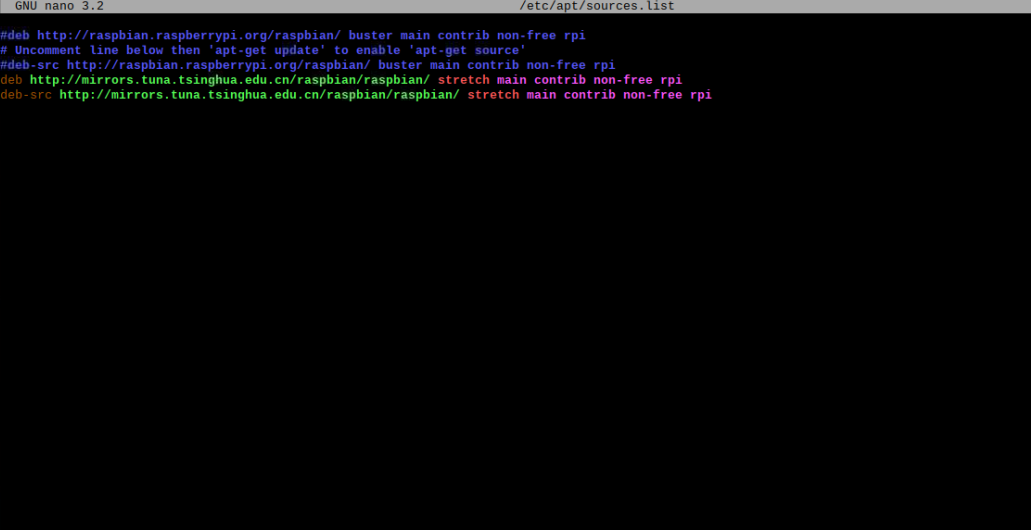 GNU nano 3.2 /etc/apt/sources.list
#deb http://raspbian.raspberrypi.org/raspbian/ buster main contrib non-free rpi
# Uncomment line below then 'apt-get update' to enable 'apt-get source'
#deb-src http://raspbian.raspberrypi.org/raspbian/ buster main contrib non-free rpi
deb http://mirrors.tuna.tsinghua.edu.cn/raspbian/raspbian/ stretch main contrib non-free rpi
deb-src http://mirrors.tuna.tsinghua.edu.cn/raspbian/raspbian/ stretch main contrib non-free rpi